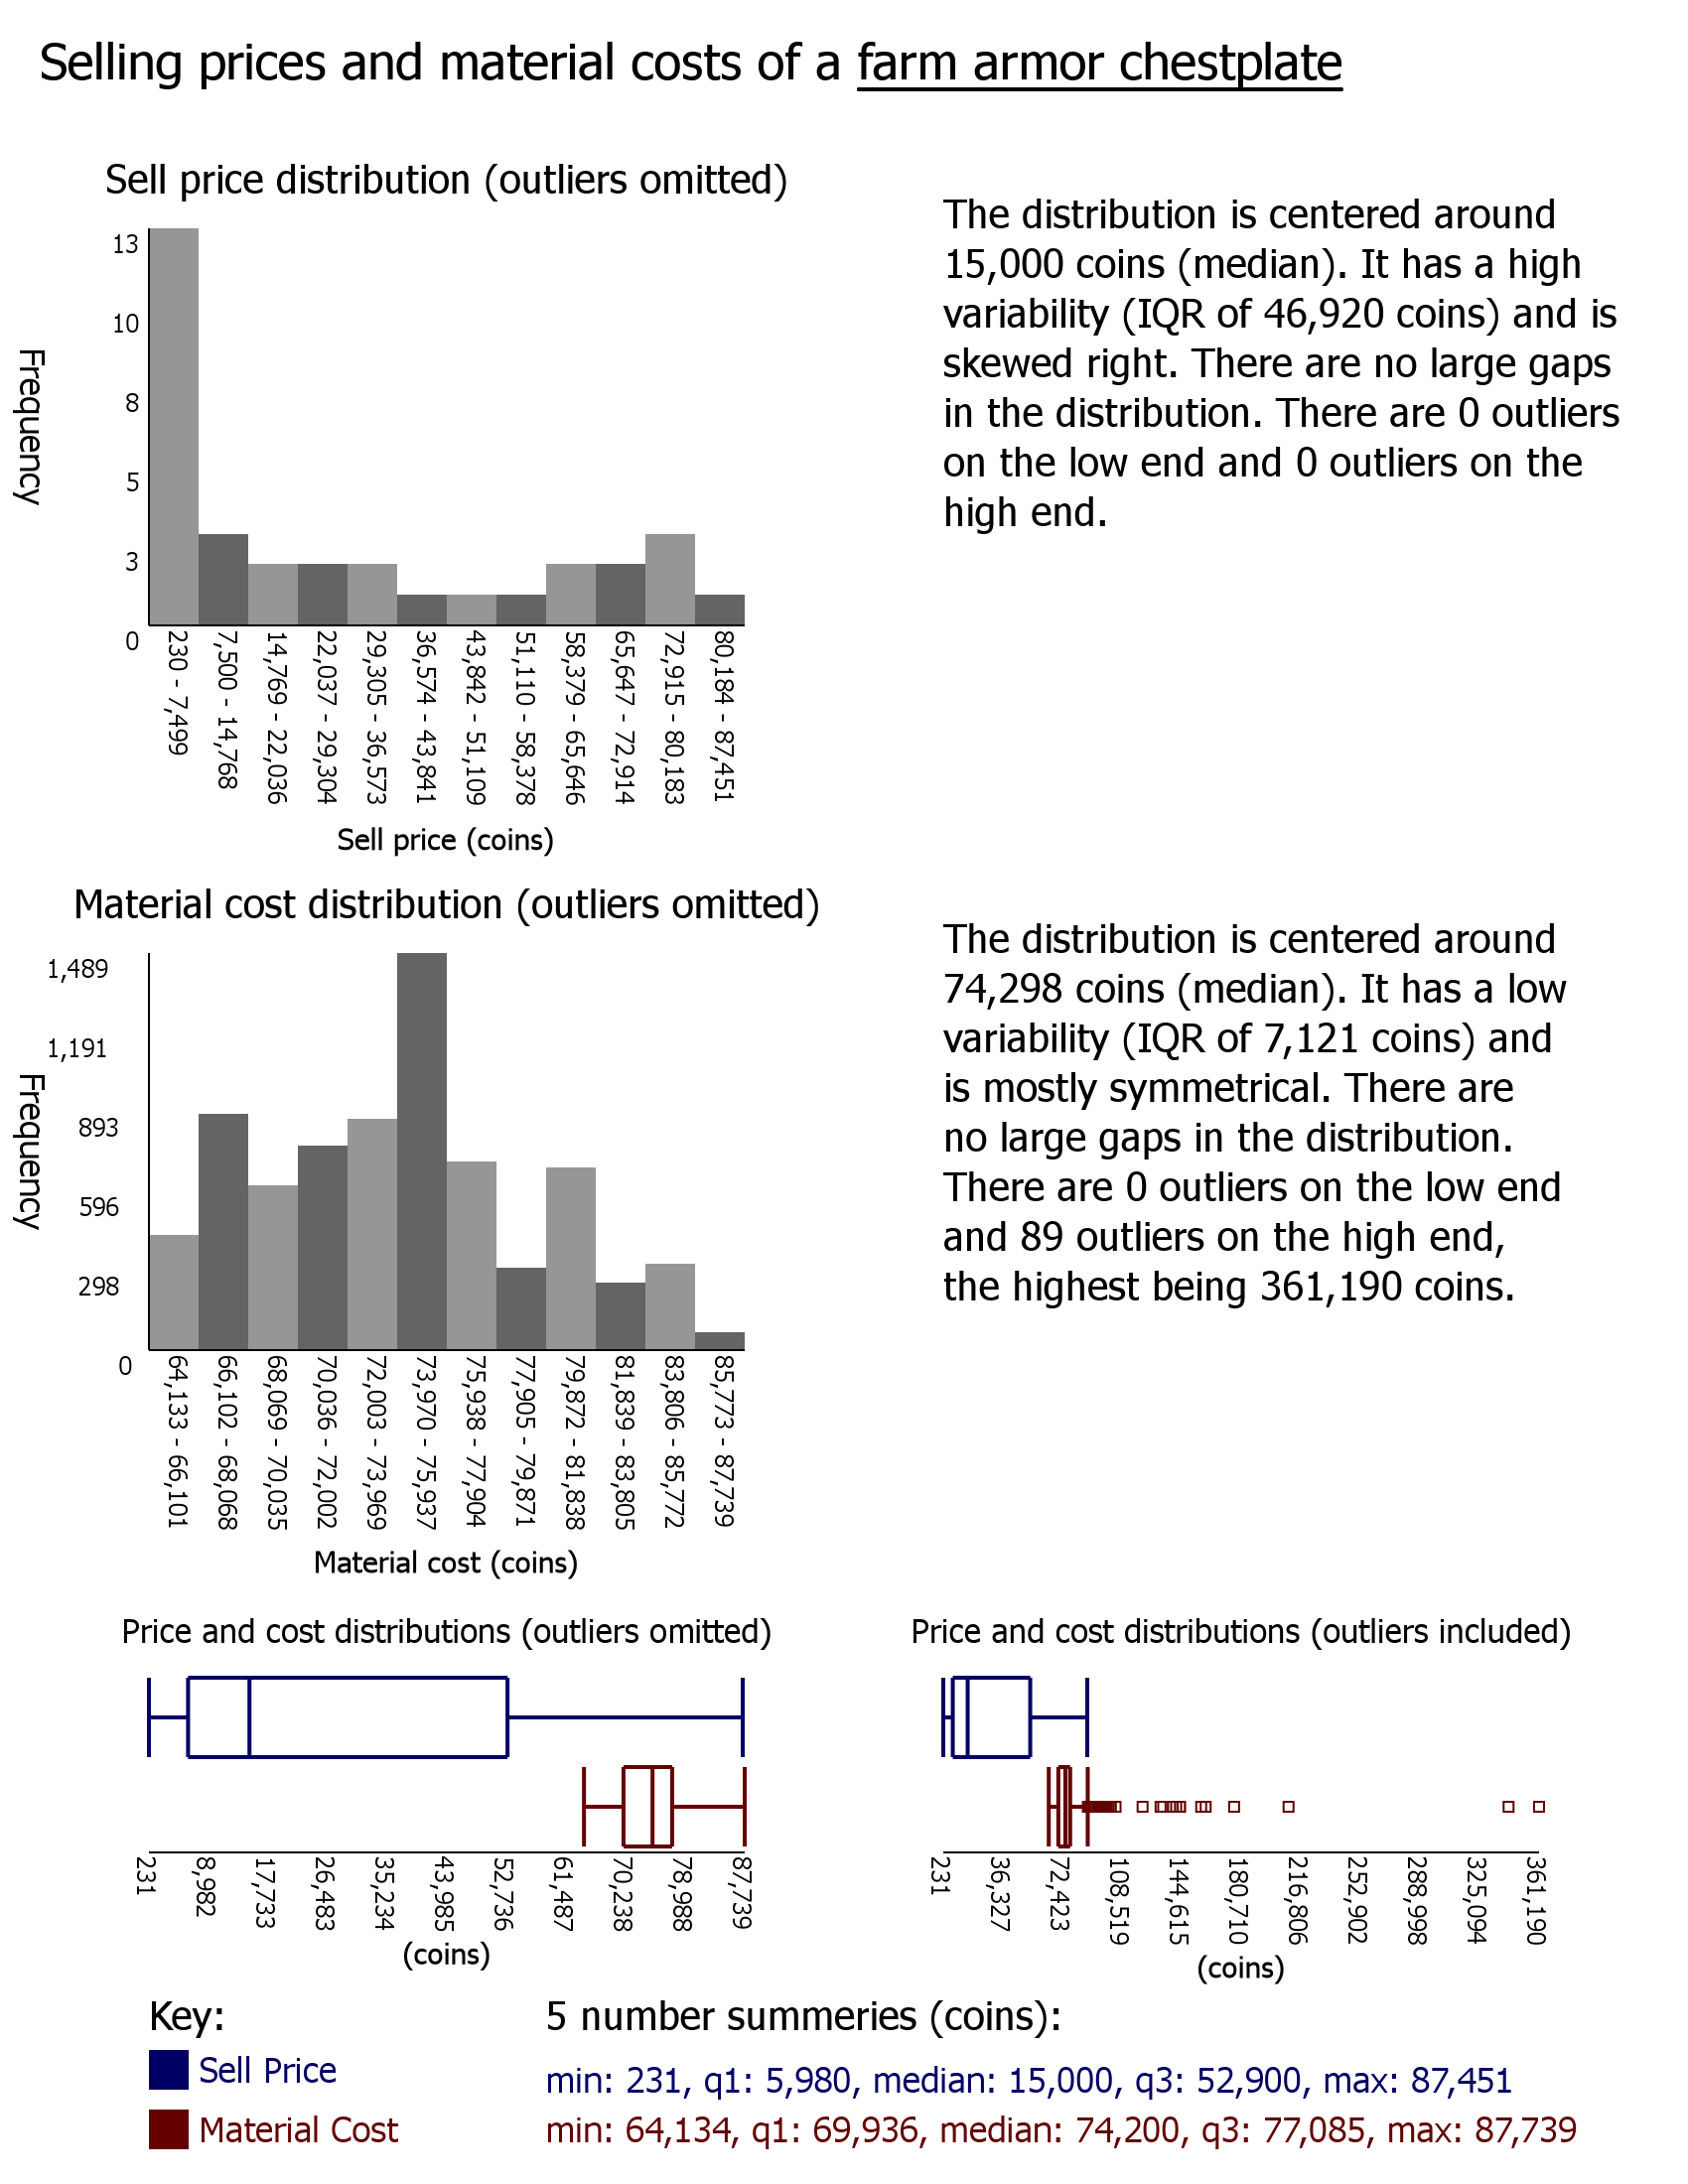 Selling prices and material costs of a farm armor chestplate
Sell price distribution (outliers omitted)
Frequency
13
10
8
5
3
0
230 - 7,499
7,500 - 14,768
14,769 - 22,036
22,037 - 29,304
29,305 - 36,573
36,574 - 43,841
43,842 - 51,109
51,110 - 58,378
58,379 - 65,646
65,647 - 72,914
72,915 - 80,183
80,184 - 87,451
Sell price (coins)
The distribution is centered around
15,000 coins (median). It has a high
variability (IQR of 46,920 coins) and is
skewed right. There are no large gaps
in the distribution. There are 0 outliers
on the low end and 0 outliers on the
high end.
Material cost distribution (outliers omitted)
Frequency
1,489
1,191
893
596
298
0
64,133 - 66,101
66,102 - 68,068
68,069 - 70,035
70,036 - 72,002
72,003 - 73,969
73,970 - 75,937
75,938 - 77,904
77,905 - 79,871
79,872 - 81,838
81,839 - 83,805
83,806 - 85,772
85,773 - 87,739
Material cost (coins)
The distribution is centered around
74,298 coins (median). It has a low
variability (IQR of 7,121 coins) and
is mostly symmetrical. There are
no large gaps in the distribution.
There are 0 outliers on the low end
and 89 outliers on the high end,
the highest being 361,190 coins.
Price and cost distributions (outliers omitted)
231
8,982
17,733
26,483
35,234
43,985
52,736
61,487
70,238
78,988
87,739
(coins)
Price and cost distributions (outliers included)
231
36,327
72,423
108,519
144,615
180,710
216,806
252,902
288,998
325,094
361,190
(coins)
Key:
Sell Price
Material Cost
5 number summeries (coins):
min: 231, q1: 5,980, median: 15,000, q3: 52,900, max: 87,451
min: 64,134, q1: 69,936, median: 74,200, q3: 77,085, max: 87,739